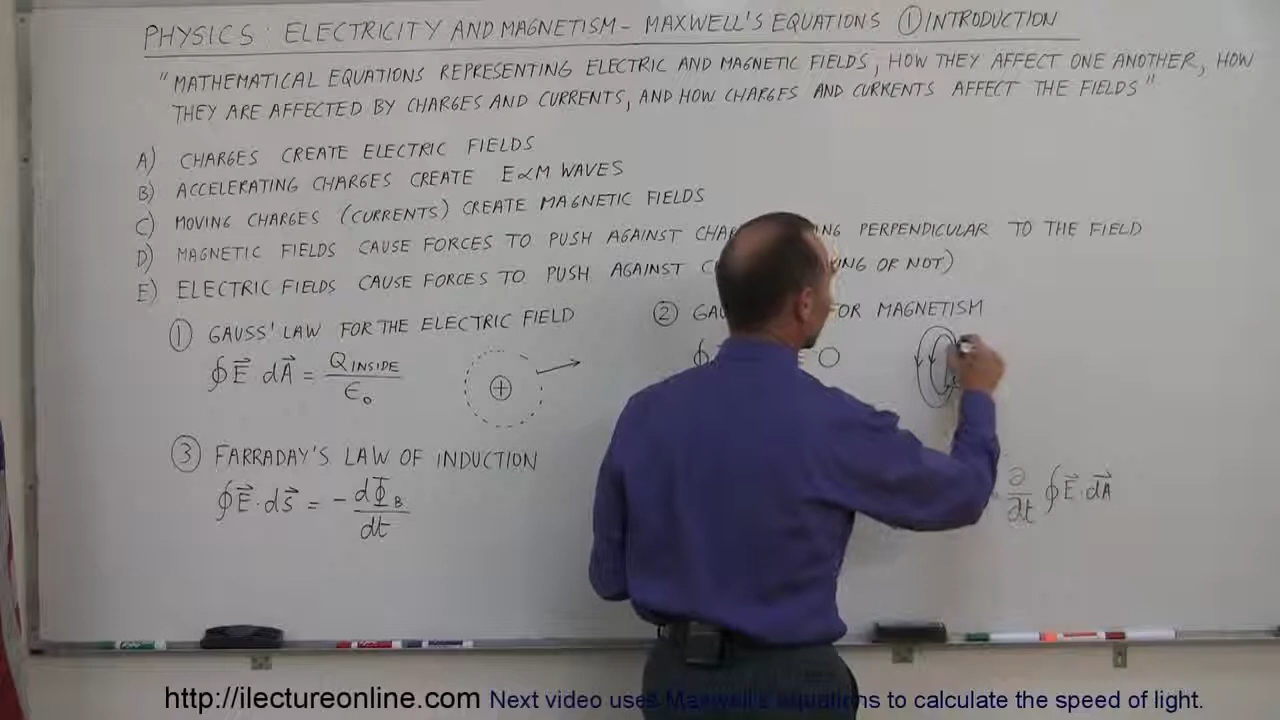 PHYSICS: ELECTRICITY AND MAGNETISM – MAXWELL'S EQUATIONS ① INTRODUCTION
"MATHEMATICAL EQUATIONS REPRESENTING ELECTRIC AND MAGNETIC FIELDS, HOW THEY AFFECT ONE ANOTHER, HOW
THEY ARE AFFECTED BY CHARGES AND CURRENTS, AND HOW CHARGES AND CURRENTS AFFECT THE FIELDS"
A) CHARGES CREATE ELECTRIC FIELDS
B) ACCELERATING CHARGES CREATE E∝M WAVES
C) MOVING CHARGES (CURRENTS) CREATE MAGNETIC FIELDS
D) MAGNETIC FIELDS CAUSE FORCES TO PUSH AGAINST PERPENDICULAR TO THE FIELD
E) ELECTRIC FIELDS CAUSE FORCES TO PUSH AGAINST OR NOT)
① GAUSS' LAW FOR THE ELECTRIC FIELD
∮E⃗ dA⃗ = Q INSIDE / ϵ₀
+
② FOR MAGNETISM
∮ = 0
③ FARRADAY'S LAW OF INDUCTION
∮E⃗·dS⃗ = - dΦ_B / dt
∂/∂t ∮E⃗·dA⃗
http://ilectureonline.com Next video uses Maxwell's equations to calculate the speed of light.